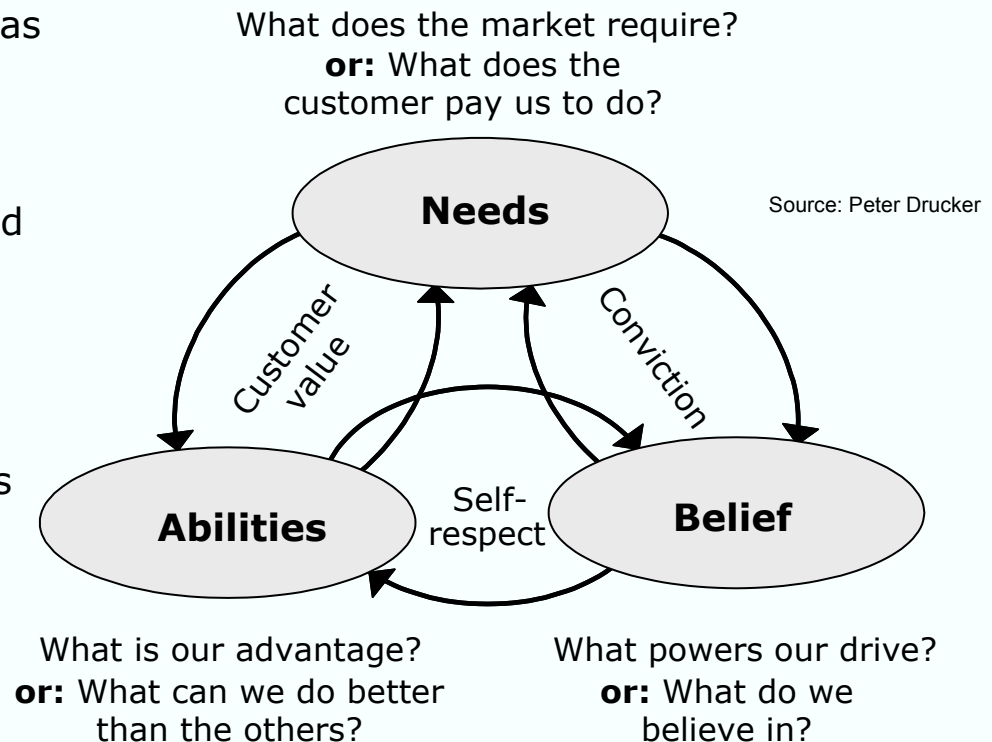 as
What does the market require?
or: What does the
customer pay us to do?
Needs
Source: Peter Drucker
d
Customer
value
Conviction
s
Abilities
Self-
respect
Belief
What is our advantage?
or: What can we do better
than the others?
What powers our drive?
or: What do we
believe in?